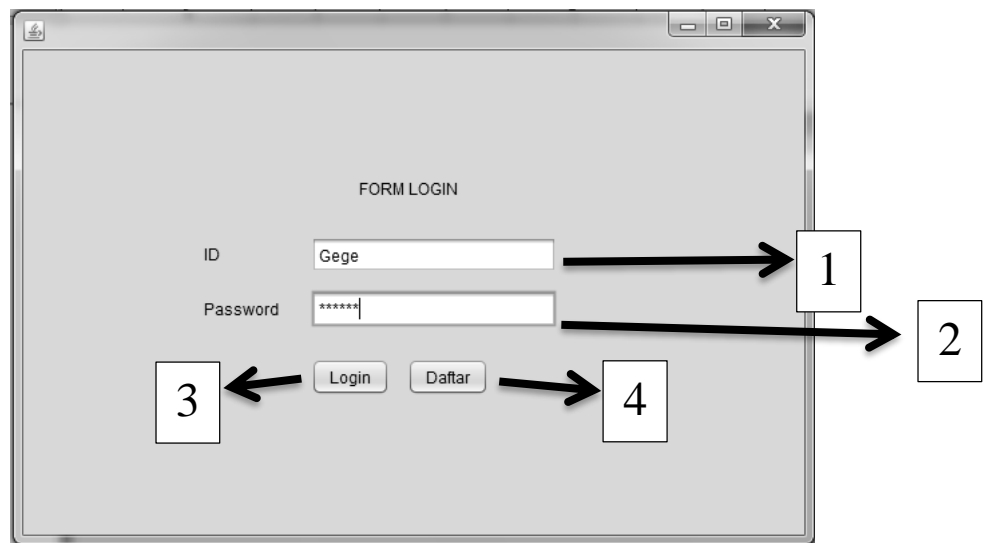 FORM LOGIN
ID Gege 1
Password ****** 2
3 Login Daftar 4